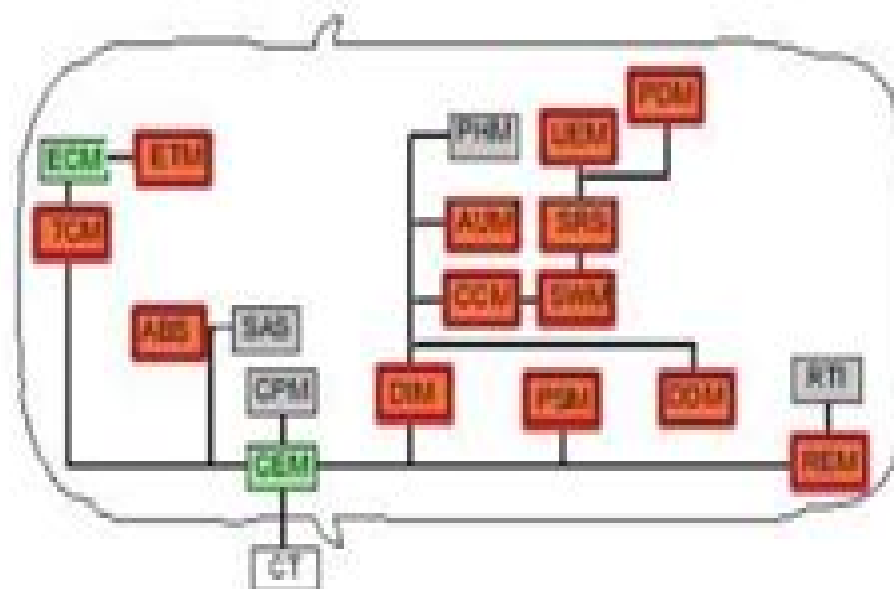 PDM
PHM
UEM
ECM
ETM
AUM
SRS
TCM
CCM
SWM
ABS
SAS
CPM
DIM
PSM
DDM
RTI
CEM
REM
CT